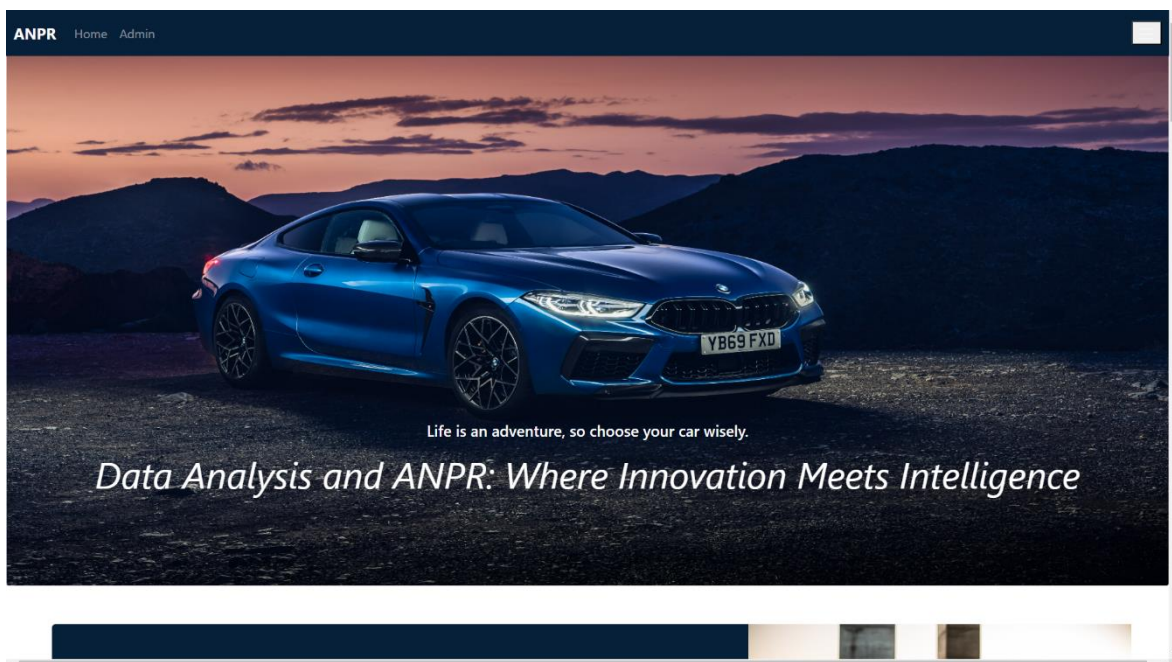 ANPR Home Admin
YB69 FXD
Life is an adventure, so choose your car wisely.
Data Analysis and ANPR: Where Innovation Meets Intelligence